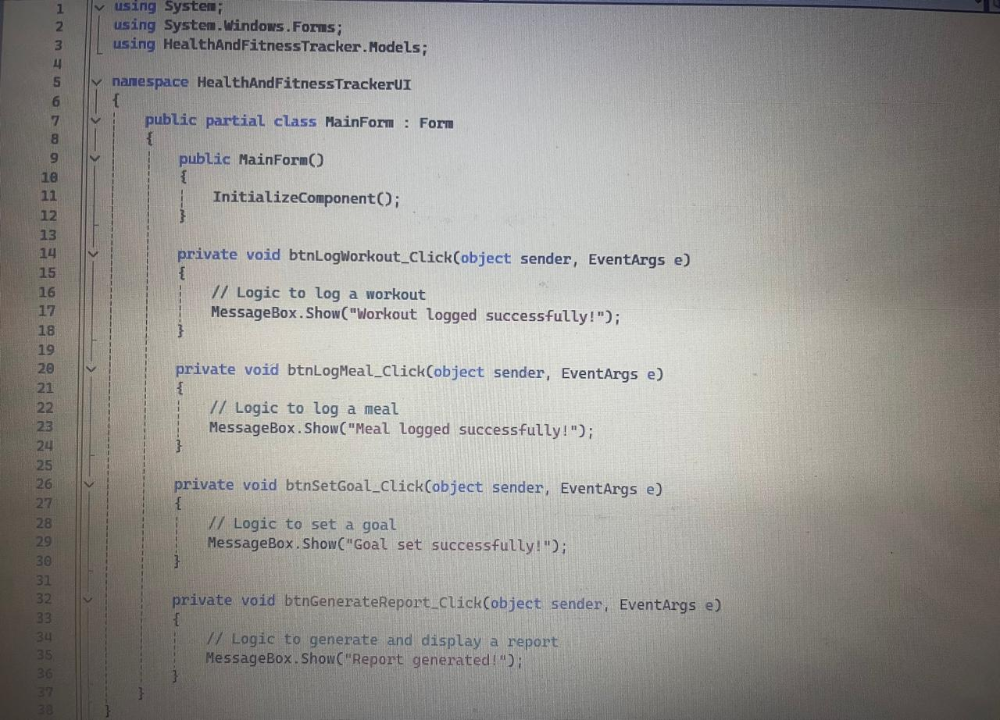 1 using System;
2 using System.Windows.Forms;
3 using HealthAndFitnessTracker.Models;
4
5 namespace HealthAndFitnessTrackerUI
6 {
7 public partial class MainForm : Form
8 {
9 public MainForm()
10 {
11 InitializeComponent();
12 }
13
14 private void btnLogWorkout_Click(object sender, EventArgs e)
15 {
16 // Logic to log a workout
17 MessageBox.Show("Workout logged successfully!");
18 }
19
20 private void btnLogMeal_Click(object sender, EventArgs e)
21 {
22 // Logic to log a meal
23 MessageBox.Show("Meal logged successfully!");
24 }
25
26 private void btnSetGoal_Click(object sender, EventArgs e)
27 {
28 // Logic to set a goal
29 MessageBox.Show("Goal set successfully!");
30 }
31
32 private void btnGenerateReport_Click(object sender, EventArgs e)
33 {
34 // Logic to generate and display a report
35 MessageBox.Show("Report generated!");
36 }
37 }
38 }